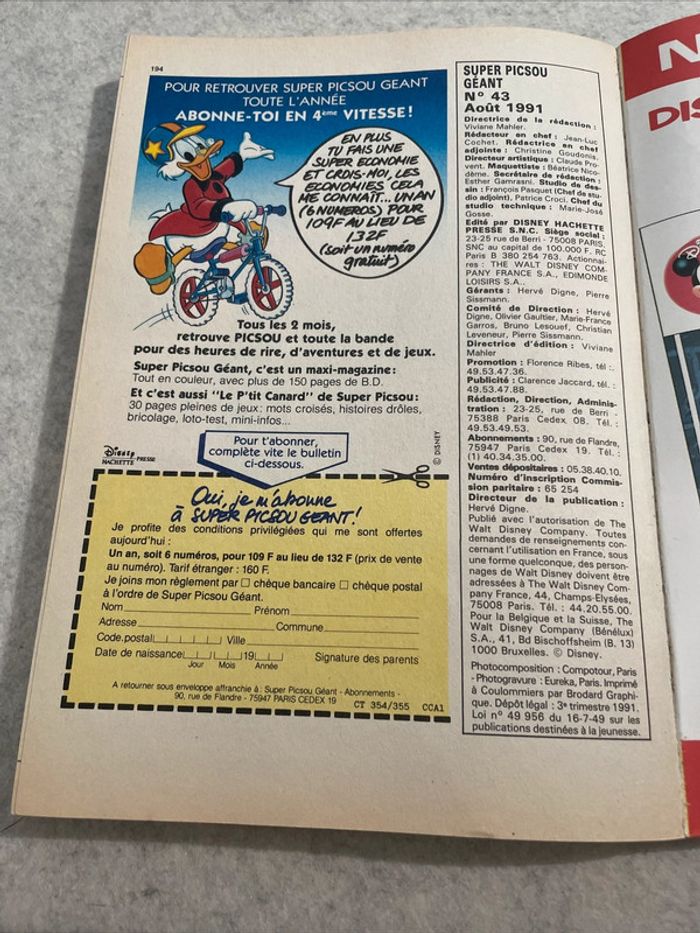 194
POUR RETROUVER SUPER PICSOU GEANT
TOUTE L'ANNÉE
ABONNE-TOI EN 4ème VITESSE!
EN PLUS
TU FAIS UNE
SUPER ECONOMIE
ET CROIS-MOI, LES
ECONOMIES CELA
ME CONNAÎT... UN AN
(6 NUMEROS) POUR
109F AU LIEU DE
132F
(soit un numéro
gratuit)
Tous les 2 mois,
retrouve PICSOU et toute la bande
pour des heures de rire, d'aventures et de jeux.
Super Picsou Géant, c'est un maxi-magazine:
Tout en couleur, avec plus de 150 pages de B.D.
Et c'est aussi "Le P'tit Canard" de Super Picsou:
30 pages pleines de jeux: mots croisés, histoires drôles,
bricolage, loto-test, mini-infos...
Disney
HACHETTE PRESSE
Pour t'abonner,
complète vite le bulletin
ci-dessous.
© DISNEY
Oui, je m'abonne
à SUPER PICSOU GEANT!
Je profite des conditions privilégiées qui me sont offertes
aujourd'hui :
Un an, soit 6 numéros, pour 109 F au lieu de 132 F (prix de vente
au numéro). Tarif étranger : 160 F.
Je joins mon règlement par □ chèque bancaire □ chèque postal
à l'ordre de Super Picsou Géant.
Nom Prénom
Adresse Commune
Code postal Ville
Date de naissance 19 Signature des parents
Jour Mois Année
A retourner sous enveloppe affranchie à : Super Picsou Géant - Abonnements -
90, rue de Flandre - 75947 PARIS CEDEX 19
CT 354/355 CCA1
SUPER PICSOU
GÉANT
N° 43
Août 1991
Directrice de la rédaction :
Viviane Mahler.
Rédacteur en chef : Jean-Luc
Cochet. Rédactrice en chef
adjointe : Christine Goudonis.
Directeur artistique : Claude Pro-
vent. Maquettiste : Béatrice Nico-
dème. Secrétaire de rédaction :
Esther Gamrasni. Studio de des-
sin : François Pasquet (Chef de stu-
dio adjoint), Patrice Croci. Chef du
studio technique : Marie-José
Gosse.
Edité par DISNEY HACHETTE
PRESSE S.N.C. Siège social :
23-25 rue de Berri - 75008 PARIS.
SNC au capital de 100.000 F. RC
Paris B 380 254 763. Actionnai-
res : THE WALT DISNEY COM-
PANY FRANCE S.A., EDIMONDE
LOISIRS S.A..
Gérants : Hervé Digne, Pierre
Sissmann.
Comité de Direction : Hervé
Digne, Olivier Gaultier, Marie-France
Garros, Bruno Lesouef, Christian
Leveneur, Pierre Sissmann.
Directrice d'édition : Viviane
Mahler
Promotion : Florence Ribes, tél :.
49.53.47.36.
Publicité : Clarence Jaccard, tél. :
49.53.47.88.
Rédaction, Direction, Adminis-
tration : 23-25, rue de Berri -
75388 Paris Cedex 08. Tél. :
49.53.49.53.
Abonnements : 90, rue de Flandre,
75947 Paris Cedex 19. Tél. :
(1) 40.34.35.00.
Ventes dépositaires : 05.38.40.10.
Numéro d'inscription Commis-
sion paritaire : 65 254
Directeur de la publication :
Hervé Digne.
Publié avec l'autorisation de The
Walt Disney Company. Toutes
demandes de renseignements con-
cernant l'utilisation en France, sous
une forme quelconque, des person-
nages de Walt Disney doivent être
adressées à The Walt Disney Com-
pany France, 44, Champs-Elysées,
75008 Paris. Tél. : 44.20.55.00.
Pour la Belgique et la Suisse, The
Walt Disney Company (Bénélux)
S.A., 41, Bd Bischoffsheim (B. 13)
1000 Bruxelles. © Disney.
Photocomposition : Compotour, Paris
- Photogravure : Eureka, Paris. Imprimé
à Coulommiers par Brodard Graphi-
que. Dépôt légal : 3e trimestre 1991.
Loi n° 49 956 du 16-7-49 sur les
publications destinées à la jeunesse.
N
DIS